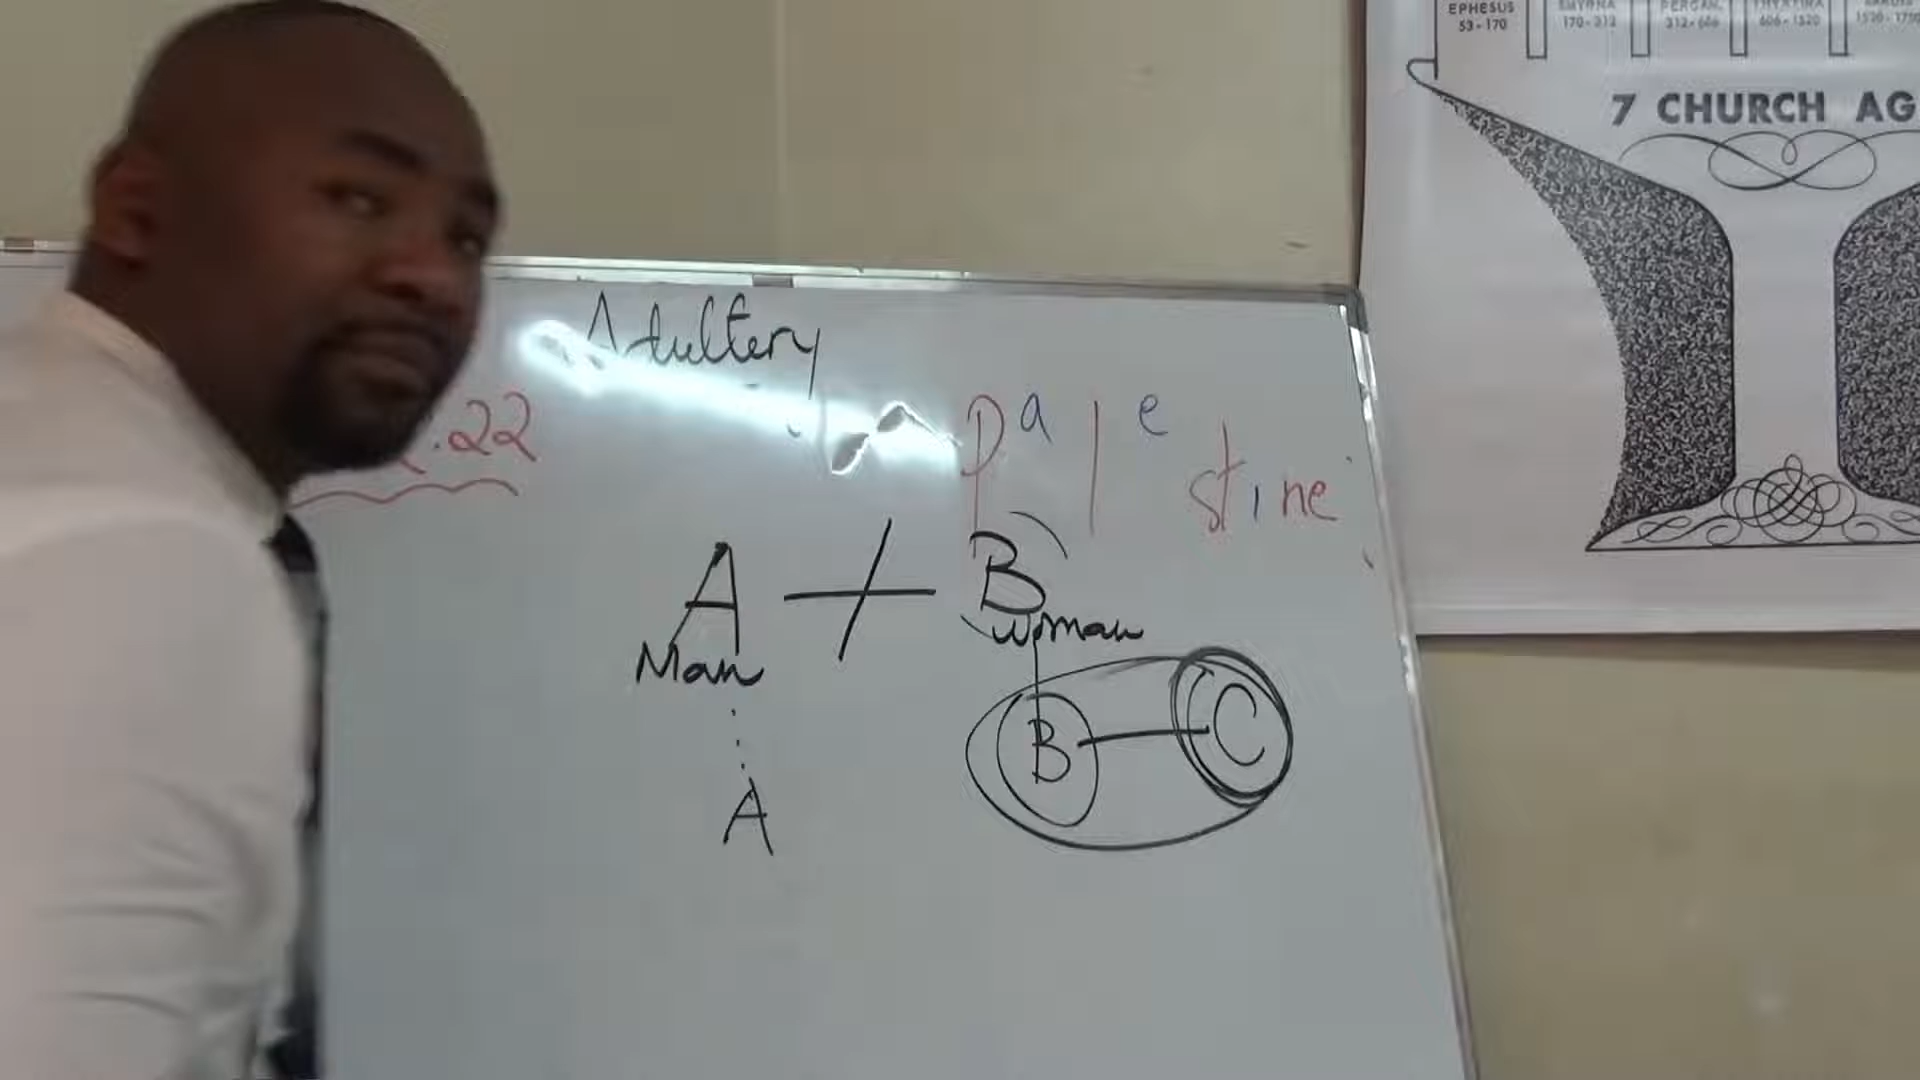 EPHESUS SMYRNA PERGAM. THYATIRA SARDIS
53-170 170-312 312-606 606-1520 1520-1750
7 CHURCH AG
Adultery
.22
Palestine
A + B
Man woman
B C
A